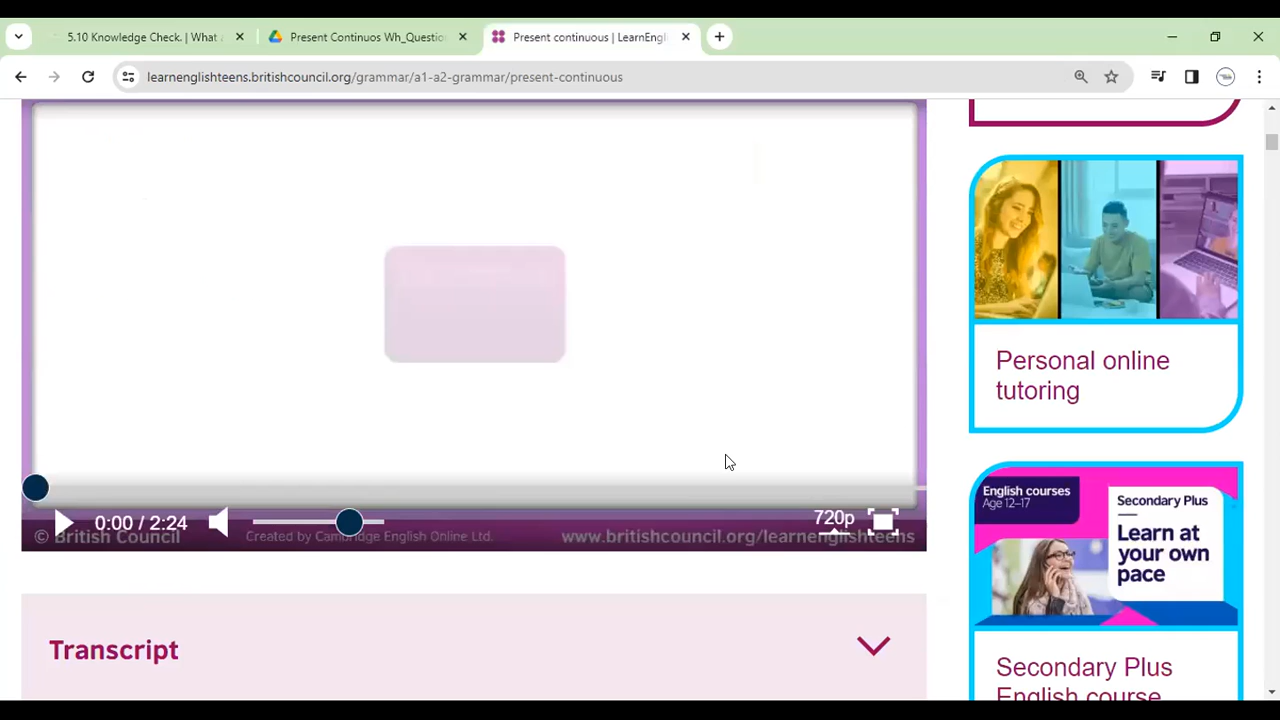 5.10 Knowledge Check. | What A
Present Continuos Wh_Questio
Present continuous | LearnEngli
learnenglishteens.britishcouncil.org/grammar/a1-a2-grammar/present-continuous
0:00 / 2:24
720p
© British Council
Created by Cambridge English Online Ltd.
www.britishcouncil.org/learnenglishteens
Transcript
Personal online
tutoring
English courses
Age 12–17
Secondary Plus
Learn at
your own
pace
Secondary Plus
English course